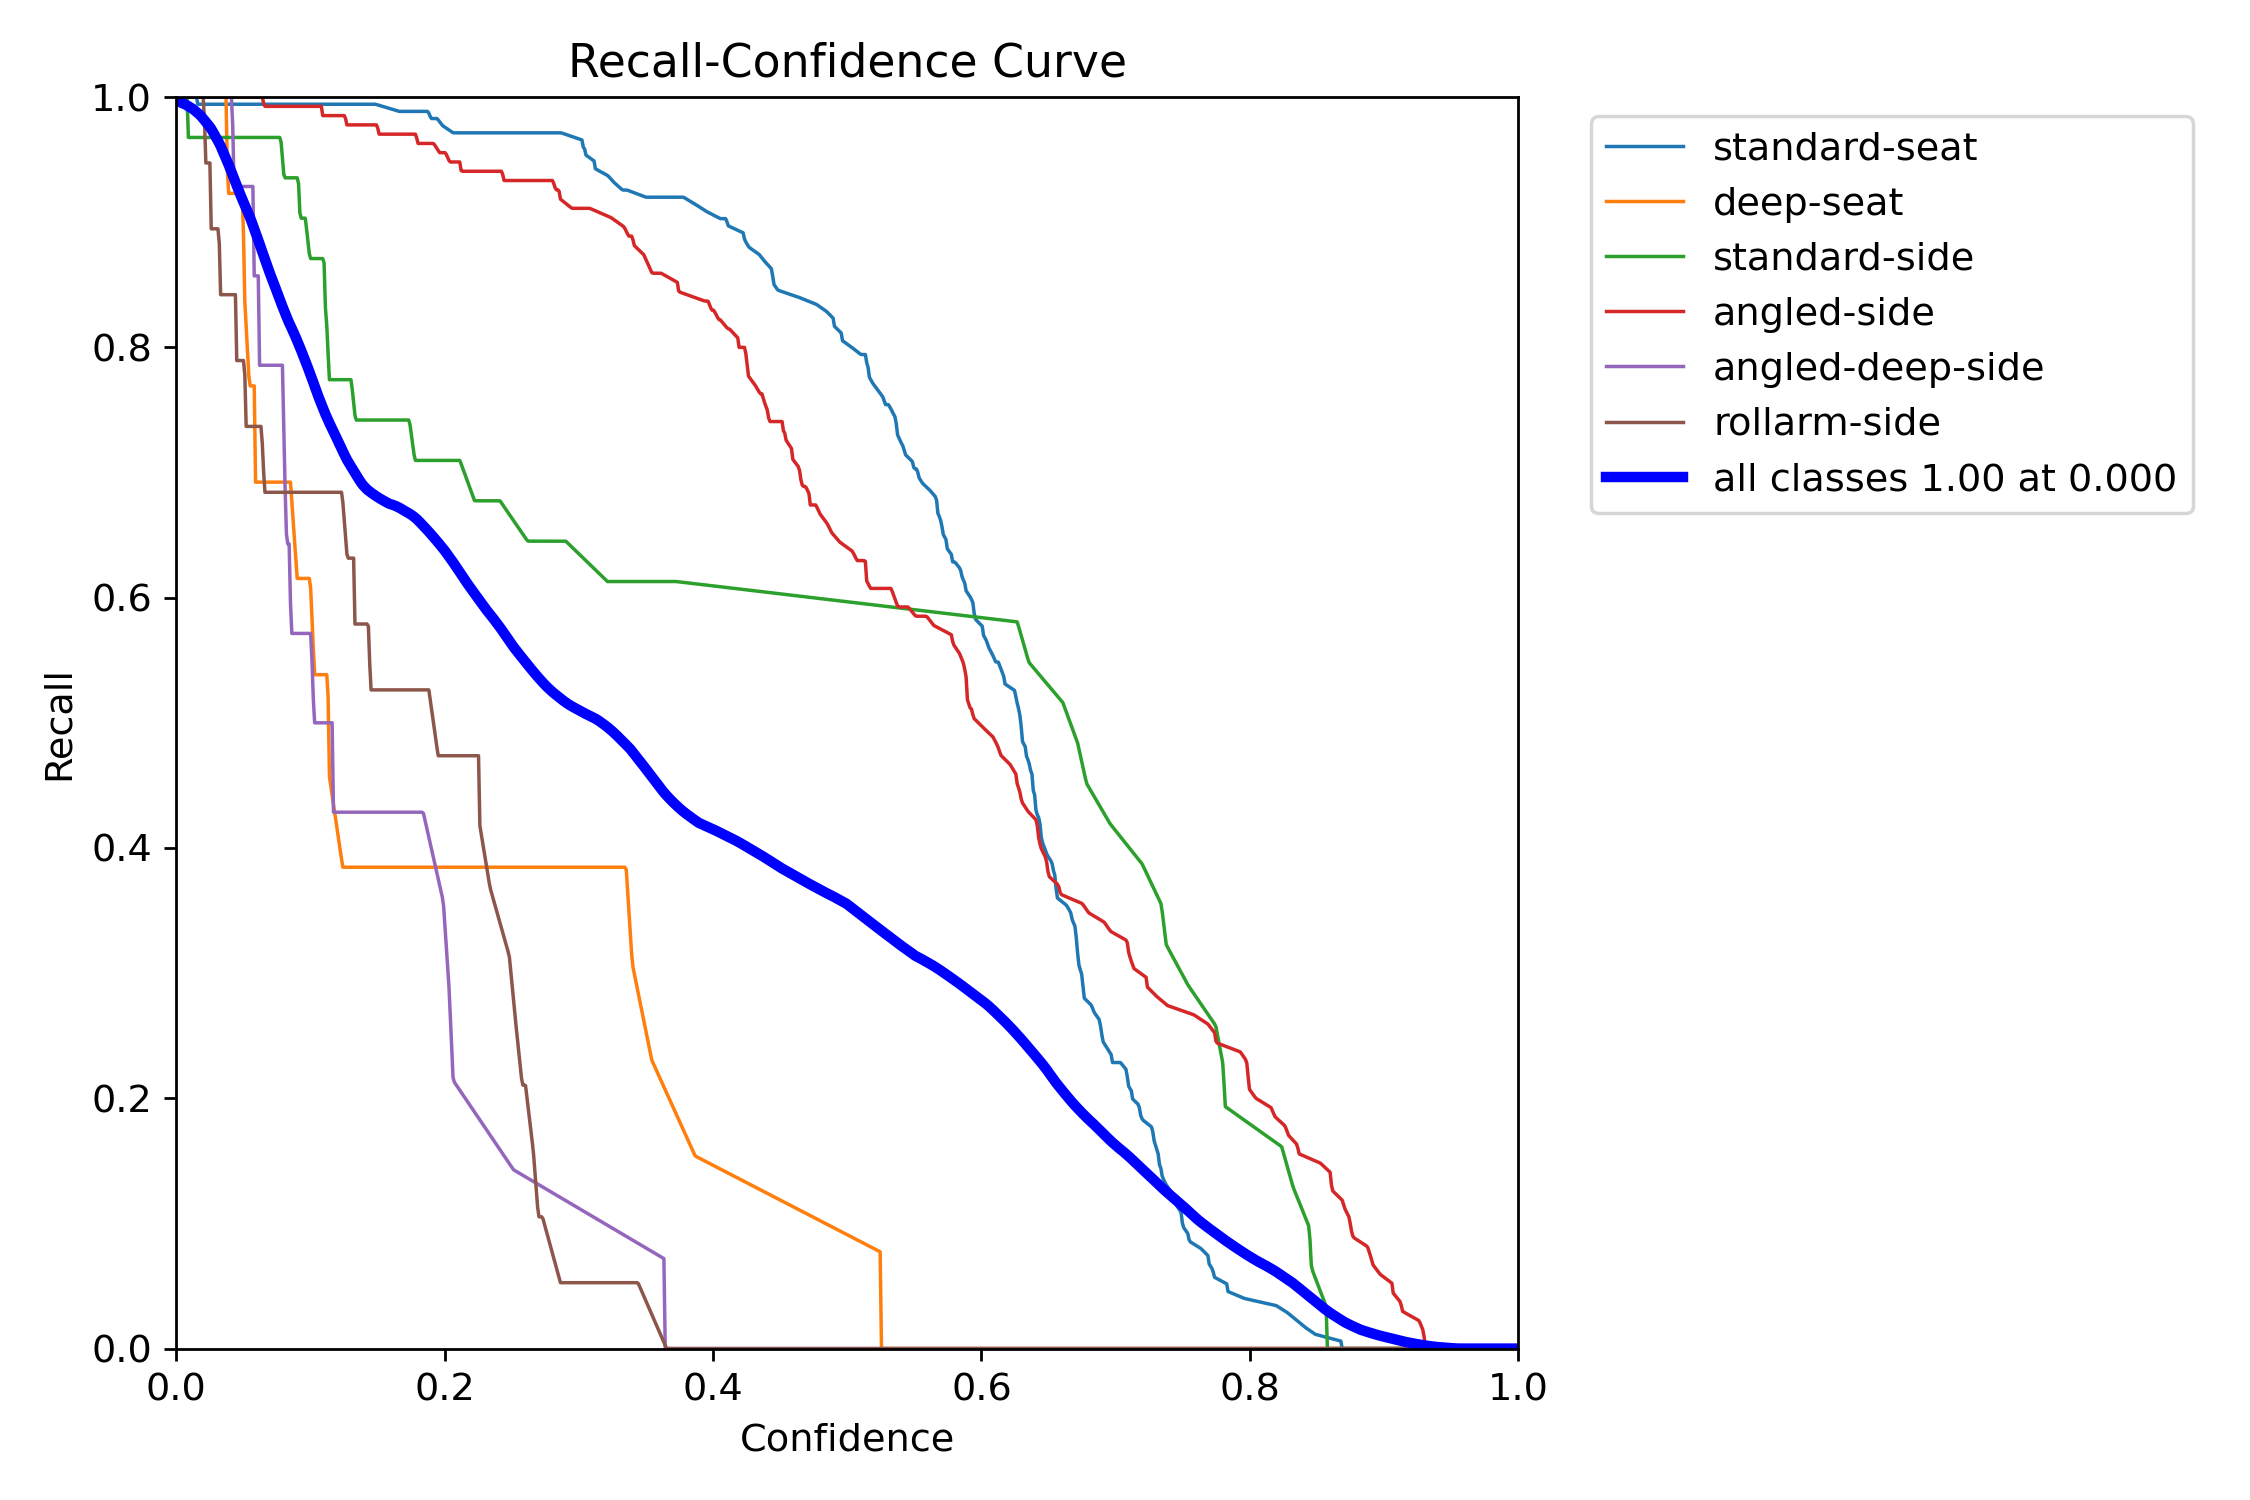 Recall-Confidence Curve
1.0
0.8
0.6
0.4
0.2
0.0
Recall
0.0 0.2 0.4 0.6 0.8 1.0
Confidence
standard-seat
deep-seat
standard-side
angled-side
angled-deep-side
rollarm-side
all classes 1.00 at 0.000